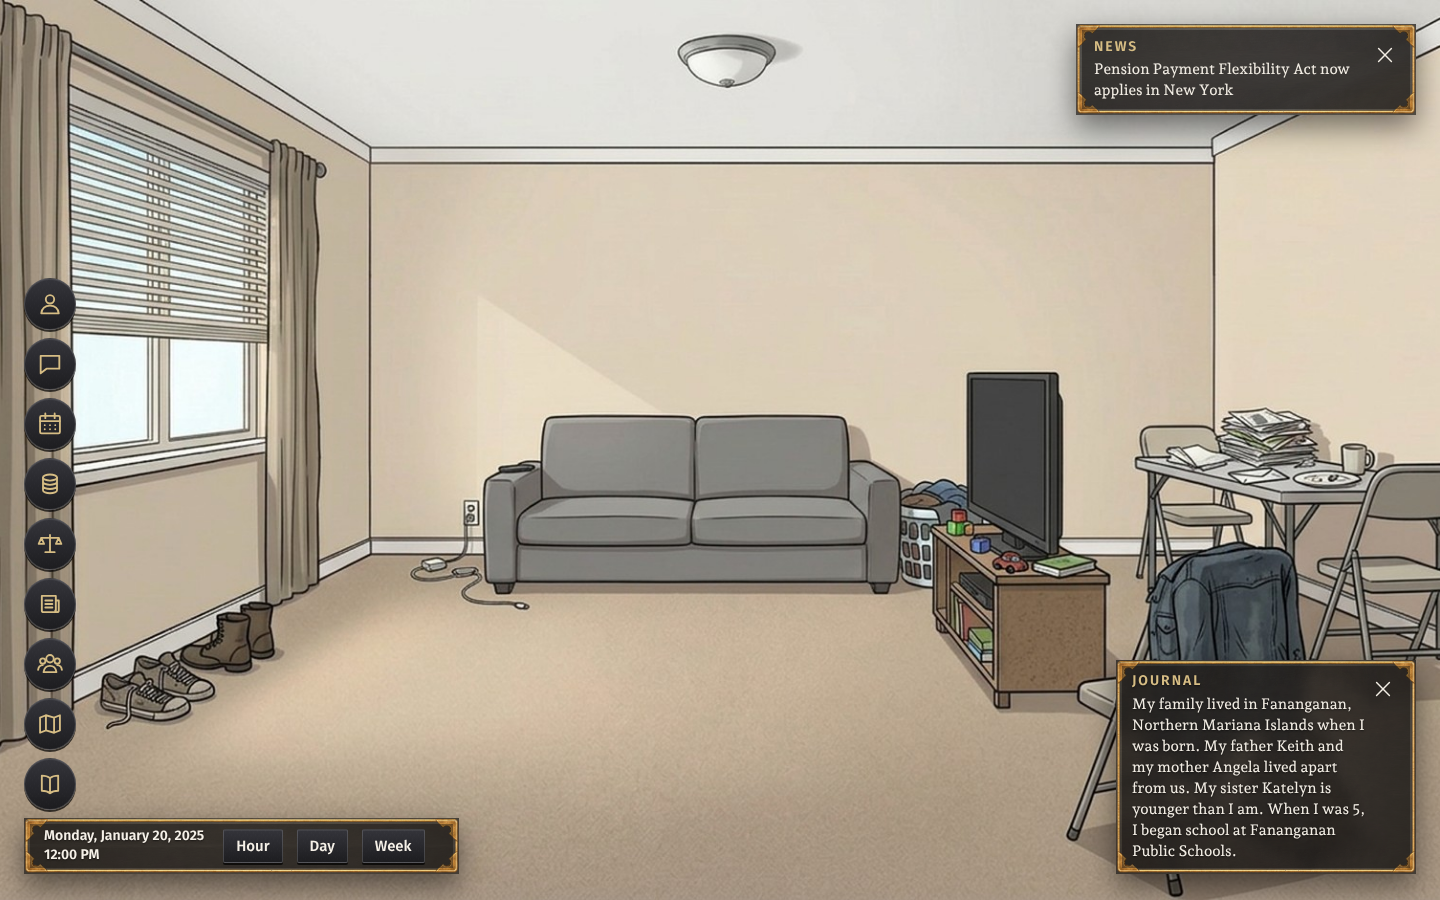 NEWS
Pension Payment Flexibility Act now
applies in New York
JOURNAL
My family lived in Fananganan,
Northern Mariana Islands when I
was born. My father Keith and
my mother Angela lived apart
from us. My sister Katelyn is
younger than I am. When I was 5,
I began school at Fananganan
Public Schools.
Monday, January 20, 2025
12:00 PM
Hour
Day
Week